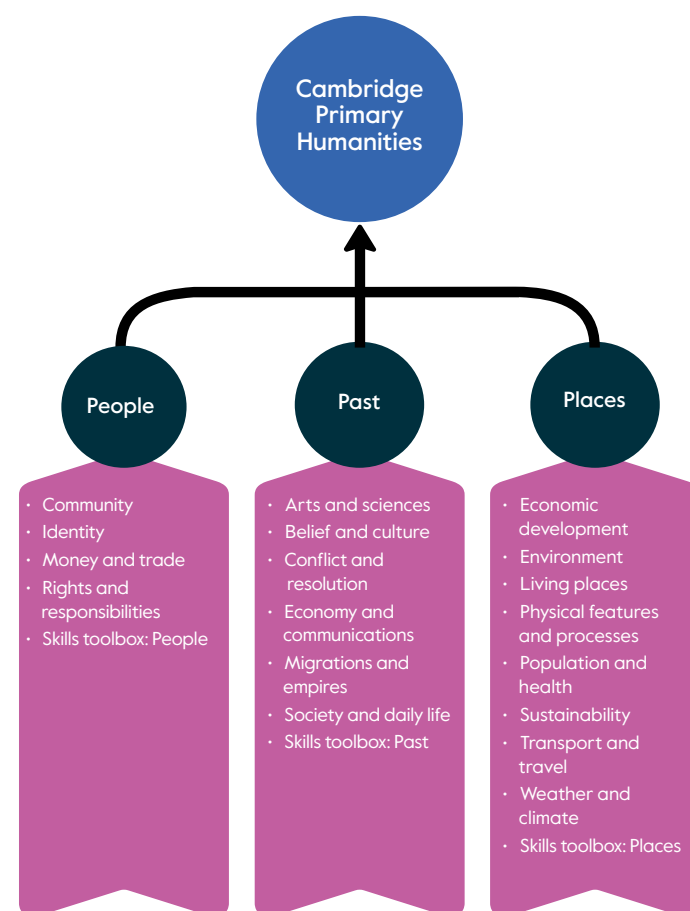 Cambridge
Primary
Humanities
People
· Community
· Identity
· Money and trade
· Rights and
responsibilities
· Skills toolbox: People
Past
· Arts and sciences
· Belief and culture
· Conflict and
resolution
· Economy and
communications
· Migrations and
empires
· Society and daily life
· Skills toolbox: Past
Places
· Economic
development
· Environment
· Living places
· Physical features
and processes
· Population and
health
· Sustainability
· Transport and
travel
· Weather and
climate
· Skills toolbox: Places